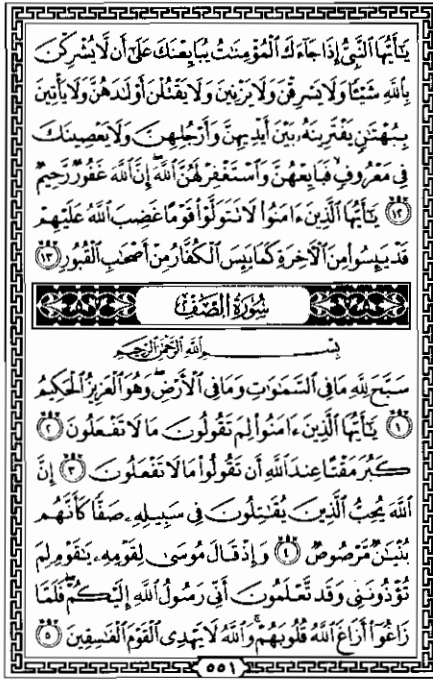 يَٰٓأَيُّهَا ٱلنَّبِىُّ إِذَا جَآءَكَ ٱلْمُؤْمِنَٰتُ يُبَايِعْنَكَ عَلَىٰٓ أَن لَّا يُشْرِكْنَ
بِٱللَّهِ شَيْـًٔا وَلَا يَسْرِقْنَ وَلَا يَزْنِينَ وَلَا يَقْتُلْنَ أَوْلَٰدَهُنَّ وَلَا يَأْتِينَ
بِبُهْتَٰنٍ يَفْتَرِينَهُۥ بَيْنَ أَيْدِيهِنَّ وَأَرْجُلِهِنَّ وَلَا يَعْصِينَكَ
فِى مَعْرُوفٍ فَبَايِعْهُنَّ وَٱسْتَغْفِرْ لَهُنَّ ٱللَّهَ إِنَّ ٱللَّهَ غَفُورٌ رَّحِيمٌ
١٢ يَٰٓأَيُّهَا ٱلَّذِينَ ءَامَنُوا۟ لَا تَتَوَلَّوْا۟ قَوْمًا غَضِبَ ٱللَّهُ عَلَيْهِمْ
قَدْ يَئِسُوا۟ مِنَ ٱلْءَاخِرَةِ كَمَا يَئِسَ ٱلْكُفَّارُ مِنْ أَصْحَٰبِ ٱلْقُبُورِ ١٣
سُورَةُ الصَّفِّ
بِسْمِ ٱللَّهِ ٱلرَّحْمَٰنِ ٱلرَّحِيمِ
سَبَّحَ لِلَّهِ مَا فِى ٱلسَّمَٰوَٰتِ وَمَا فِى ٱلْأَرْضِ وَهُوَ ٱلْعَزِيزُ ٱلْحَكِيمُ
١ يَٰٓأَيُّهَا ٱلَّذِينَ ءَامَنُوا۟ لِمَ تَقُولُونَ مَا لَا تَفْعَلُونَ ٢
كَبُرَ مَقْتًا عِندَ ٱللَّهِ أَن تَقُولُوا۟ مَا لَا تَفْعَلُونَ ٣ إِنَّ
ٱللَّهَ يُحِبُّ ٱلَّذِينَ يُقَٰتِلُونَ فِى سَبِيلِهِۦ صَفًّا كَأَنَّهُم
بُنْيَٰنٌ مَّرْصُوصٌ ٤ وَإِذْ قَالَ مُوسَىٰ لِقَوْمِهِۦ يَٰقَوْمِ لِمَ
تُؤْذُونَنِى وَقَد تَّعْلَمُونَ أَنِّى رَسُولُ ٱللَّهِ إِلَيْكُمْ فَلَمَّا
زَاغُوٓا۟ أَزَاغَ ٱللَّهُ قُلُوبَهُمْ وَٱللَّهُ لَا يَهْدِى ٱلْقَوْمَ ٱلْفَٰسِقِينَ ٥
٥٥١